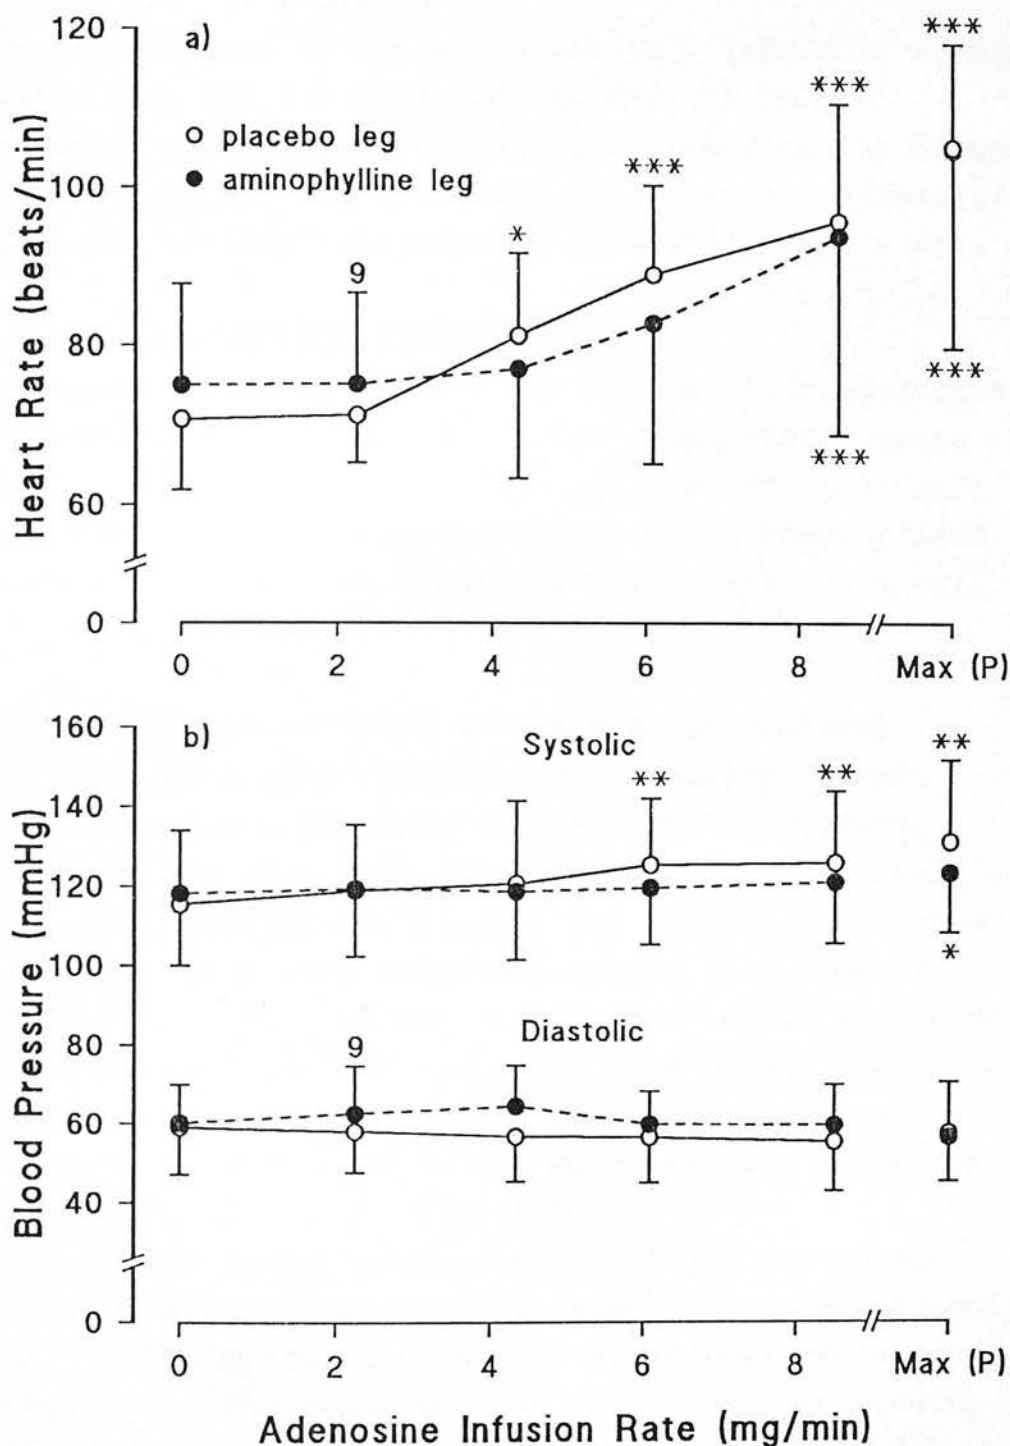 a)
120
100
80
60
0
Heart Rate (beats/min)
placebo leg
aminophylline leg
9
*
***
***
***
***
***
0 2 4 6 8 Max (P)
b)
160
140
120
100
80
60
40
0
Blood Pressure (mmHg)
Systolic
**
**
**
*
Diastolic
9
0 2 4 6 8 Max (P)
Adenosine Infusion Rate (mg/min)